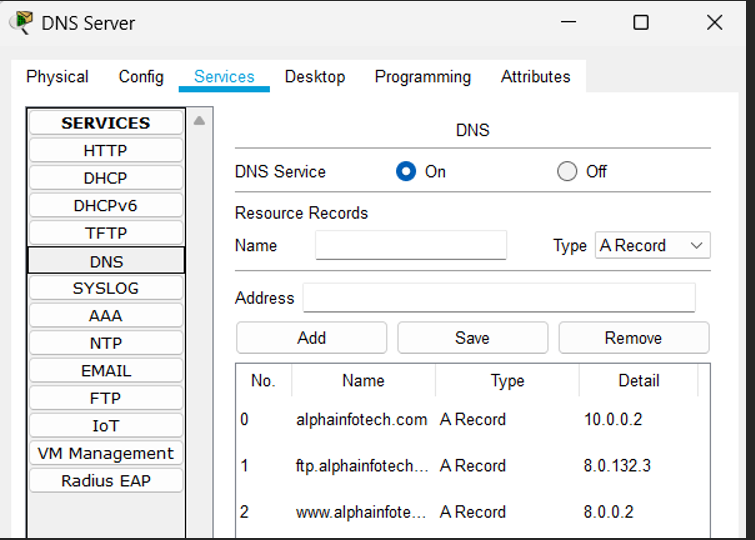 DNS Server
Physical Config Services Desktop Programming Attributes
SERVICES
HTTP
DHCP
DHCPv6
TFTP
DNS
SYSLOG
AAA
NTP
EMAIL
FTP
IoT
VM Management
Radius EAP
DNS
DNS Service On Off
Resource Records
Name Type A Record
Address
Add Save Remove
No. Name Type Detail
0 alphainfotech.com A Record 10.0.0.2
1 ftp.alphainfotech... A Record 8.0.132.3
2 www.alphainfote... A Record 8.0.0.2